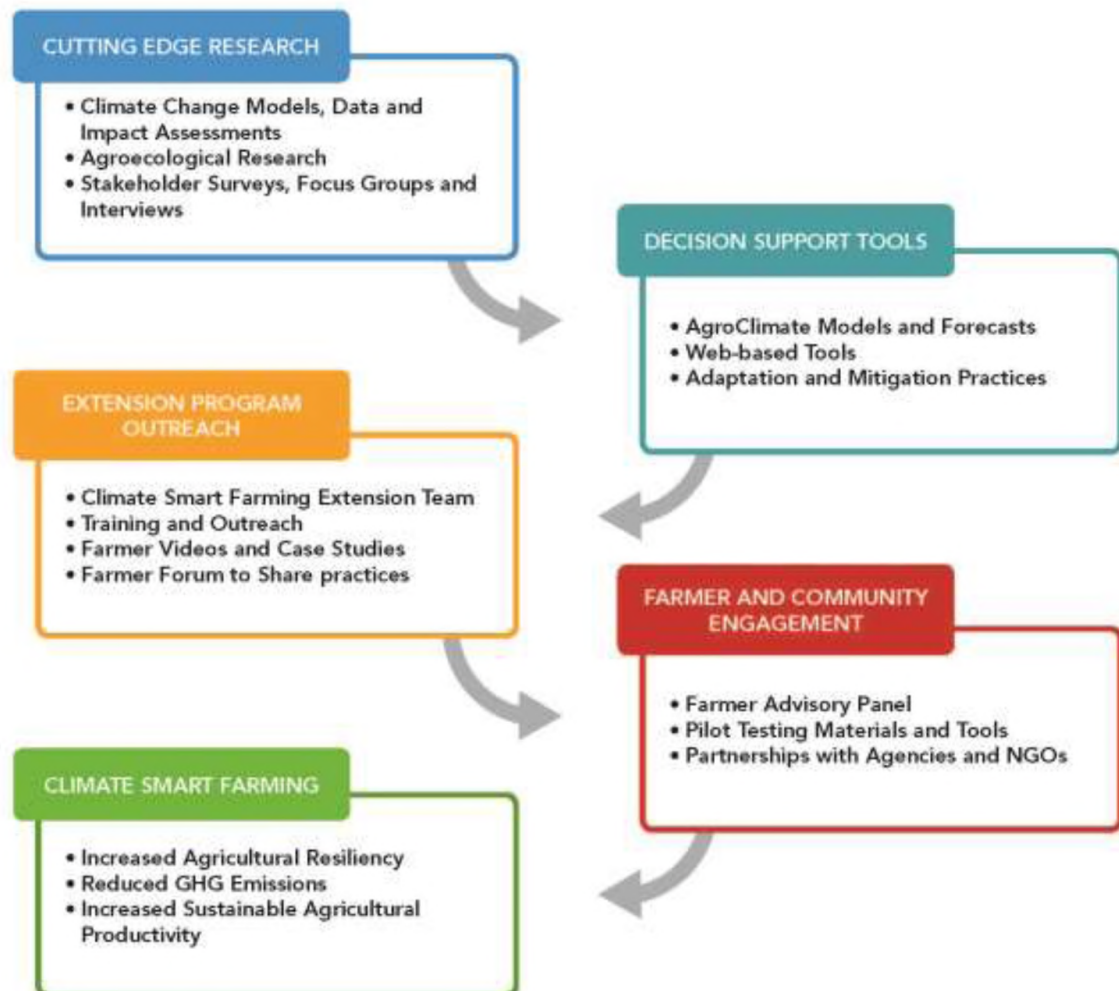 CUTTING EDGE RESEARCH
• Climate Change Models, Data and
Impact Assessments
• Agroecological Research
• Stakeholder Surveys, Focus Groups and
Interviews
DECISION SUPPORT TOOLS
• AgroClimate Models and Forecasts
• Web-based Tools
• Adaptation and Mitigation Practices
EXTENSION PROGRAM
OUTREACH
• Climate Smart Farming Extension Team
• Training and Outreach
• Farmer Videos and Case Studies
• Farmer Forum to Share practices
FARMER AND COMMUNITY
ENGAGEMENT
• Farmer Advisory Panel
• Pilot Testing Materials and Tools
• Partnerships with Agencies and NGOs
CLIMATE SMART FARMING
• Increased Agricultural Resiliency
• Reduced GHG Emissions
• Increased Sustainable Agricultural
Productivity